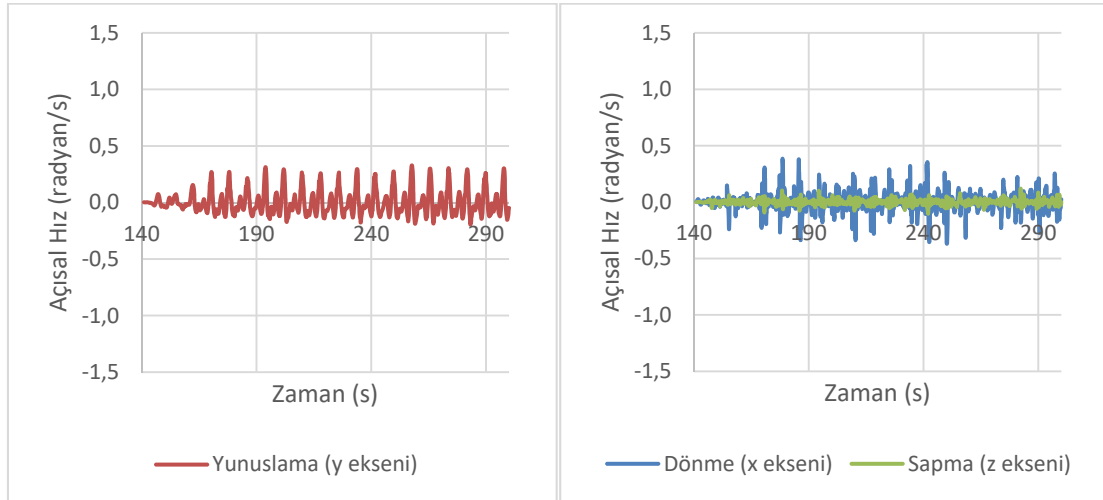 1,5
1,0
0,5
0,0
-0,5
-1,0
-1,5
140 190 240 290
Açısal Hız (radyan/s)
Zaman (s)
Yunuslama (y ekseni)
1,5
1,0
0,5
0,0
-0,5
-1,0
-1,5
140 190 240 290
Açısal Hız (radyan/s)
Zaman (s)
Dönme (x ekseni) Sapma (z ekseni)